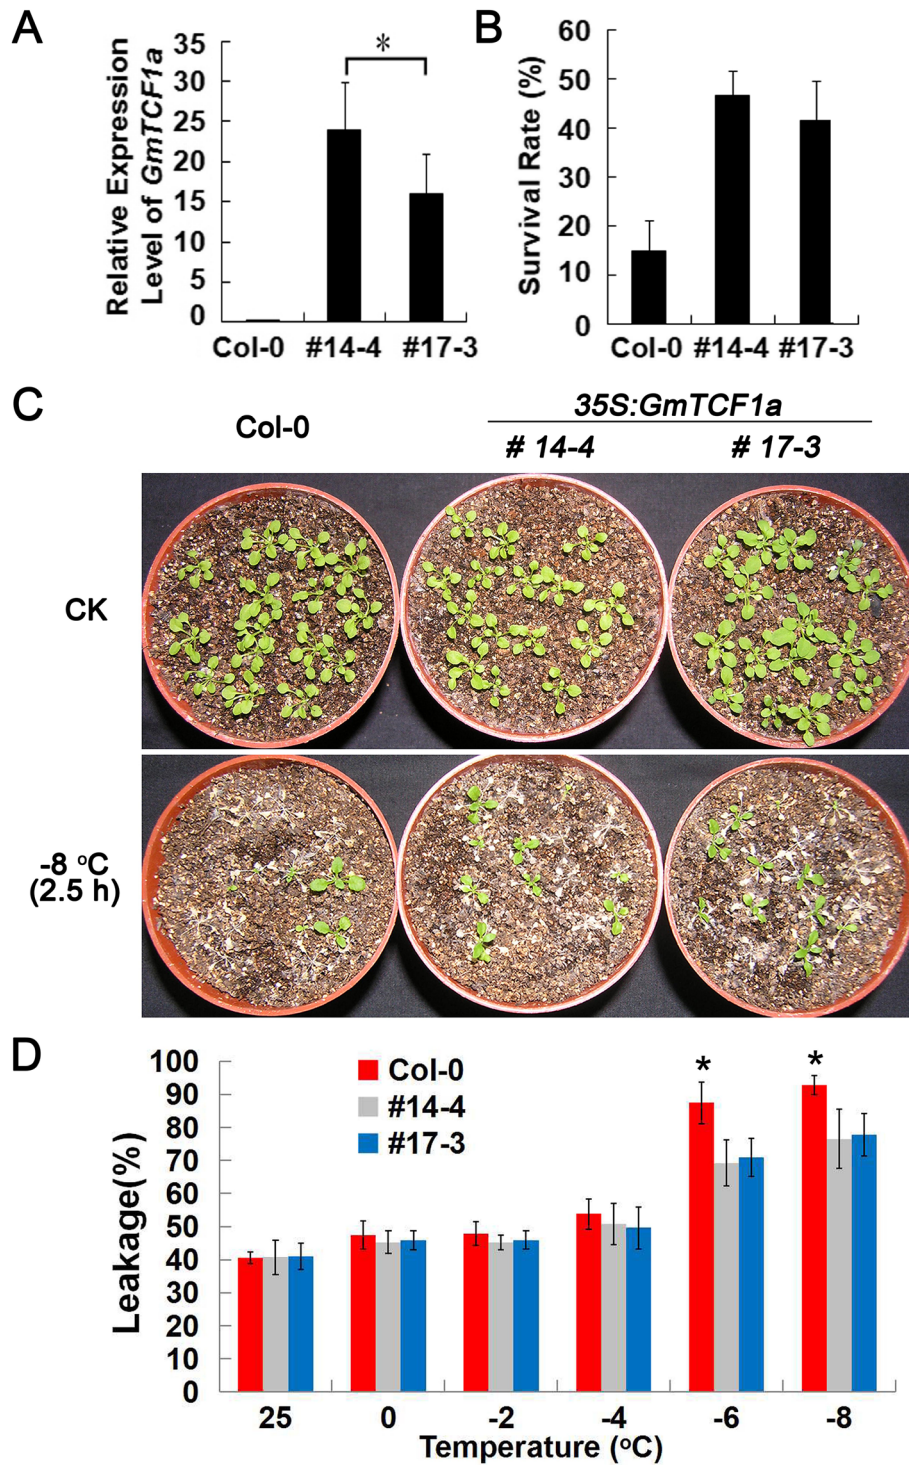 A
Relative Expression
Level of GmTCF1a
35
30
25
20
15
10
5
0
*
Col-0 #14-4 #17-3
B
Survival Rate (%)
60
50
40
30
20
10
0
Col-0 #14-4 #17-3
C
Col-0
35S:GmTCF1a
# 14-4 # 17-3
CK
-8 °C
(2.5 h)
D
Leakage(%)
100
90
80
70
60
50
40
30
20
10
0
Col-0
#14-4
#17-3
* *
25 0 -2 -4 -6 -8
Temperature (°C)